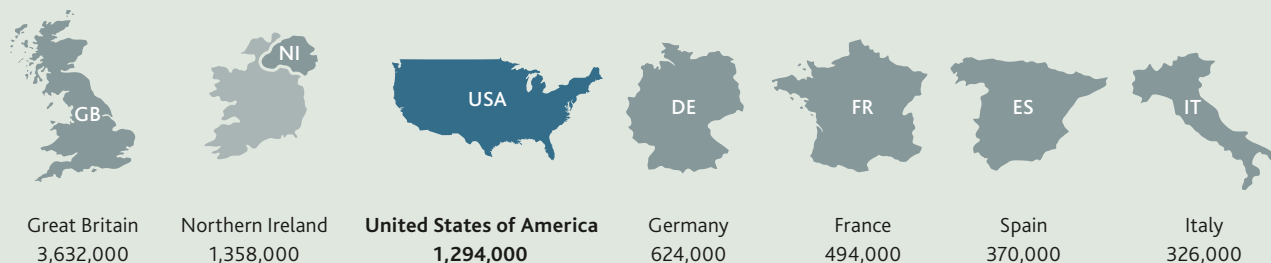 GB
NI
USA
DE
FR
ES
IT
Great Britain
3,632,000
Northern Ireland
1,358,000
United States of America
1,294,000
Germany
624,000
France
494,000
Spain
370,000
Italy
326,000